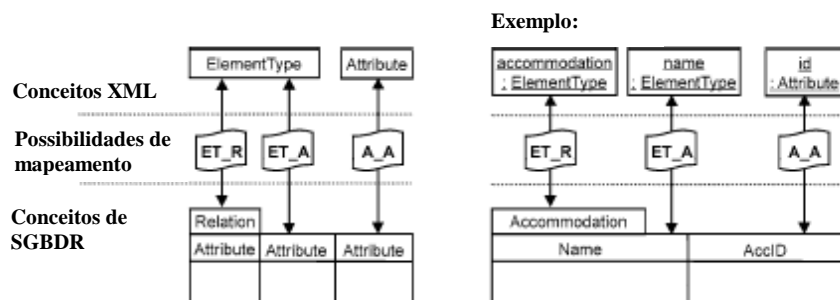 Exemplo:
ElementType
Attribute
accommodation
: ElementType
name
: ElementType
id
: Attribute
Conceitos XML
Possibilidades de
mapeamento
ET_R
ET_A
A_A
ET_R
ET_A
A_A
Conceitos de
SGBDR
Relation
Attribute
Attribute
Attribute
Accommodation
Name
AccID